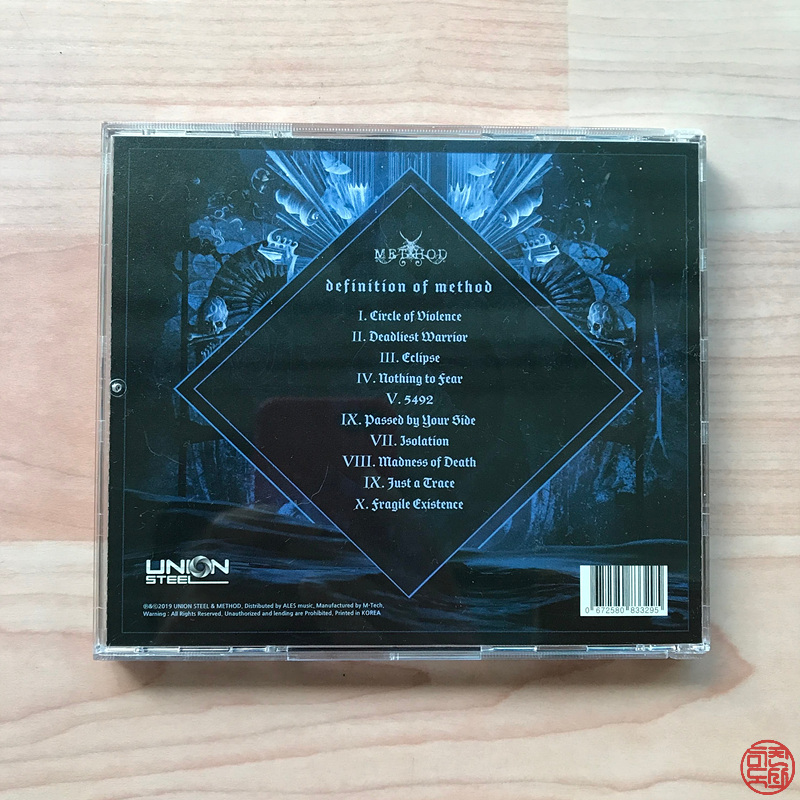 METHOD
definition of method
I. Circle of Violence
II. Deadliest Warrior
III. Eclipse
IV. Nothing to Fear
V. 5492
IX. Passed by Your Side
VII. Isolation
VIII. Madness of Death
IX. Just a Trace
X. Fragile Existence
UNION
STEEL
℗&©2019 UNION STEEL & METHOD, Distributed by ALES music, Manufactured by M-Tech,
Warning : All Rights Reserved. Unauthorized and lending are Prohibited, Printed in KOREA
0 672580 833295